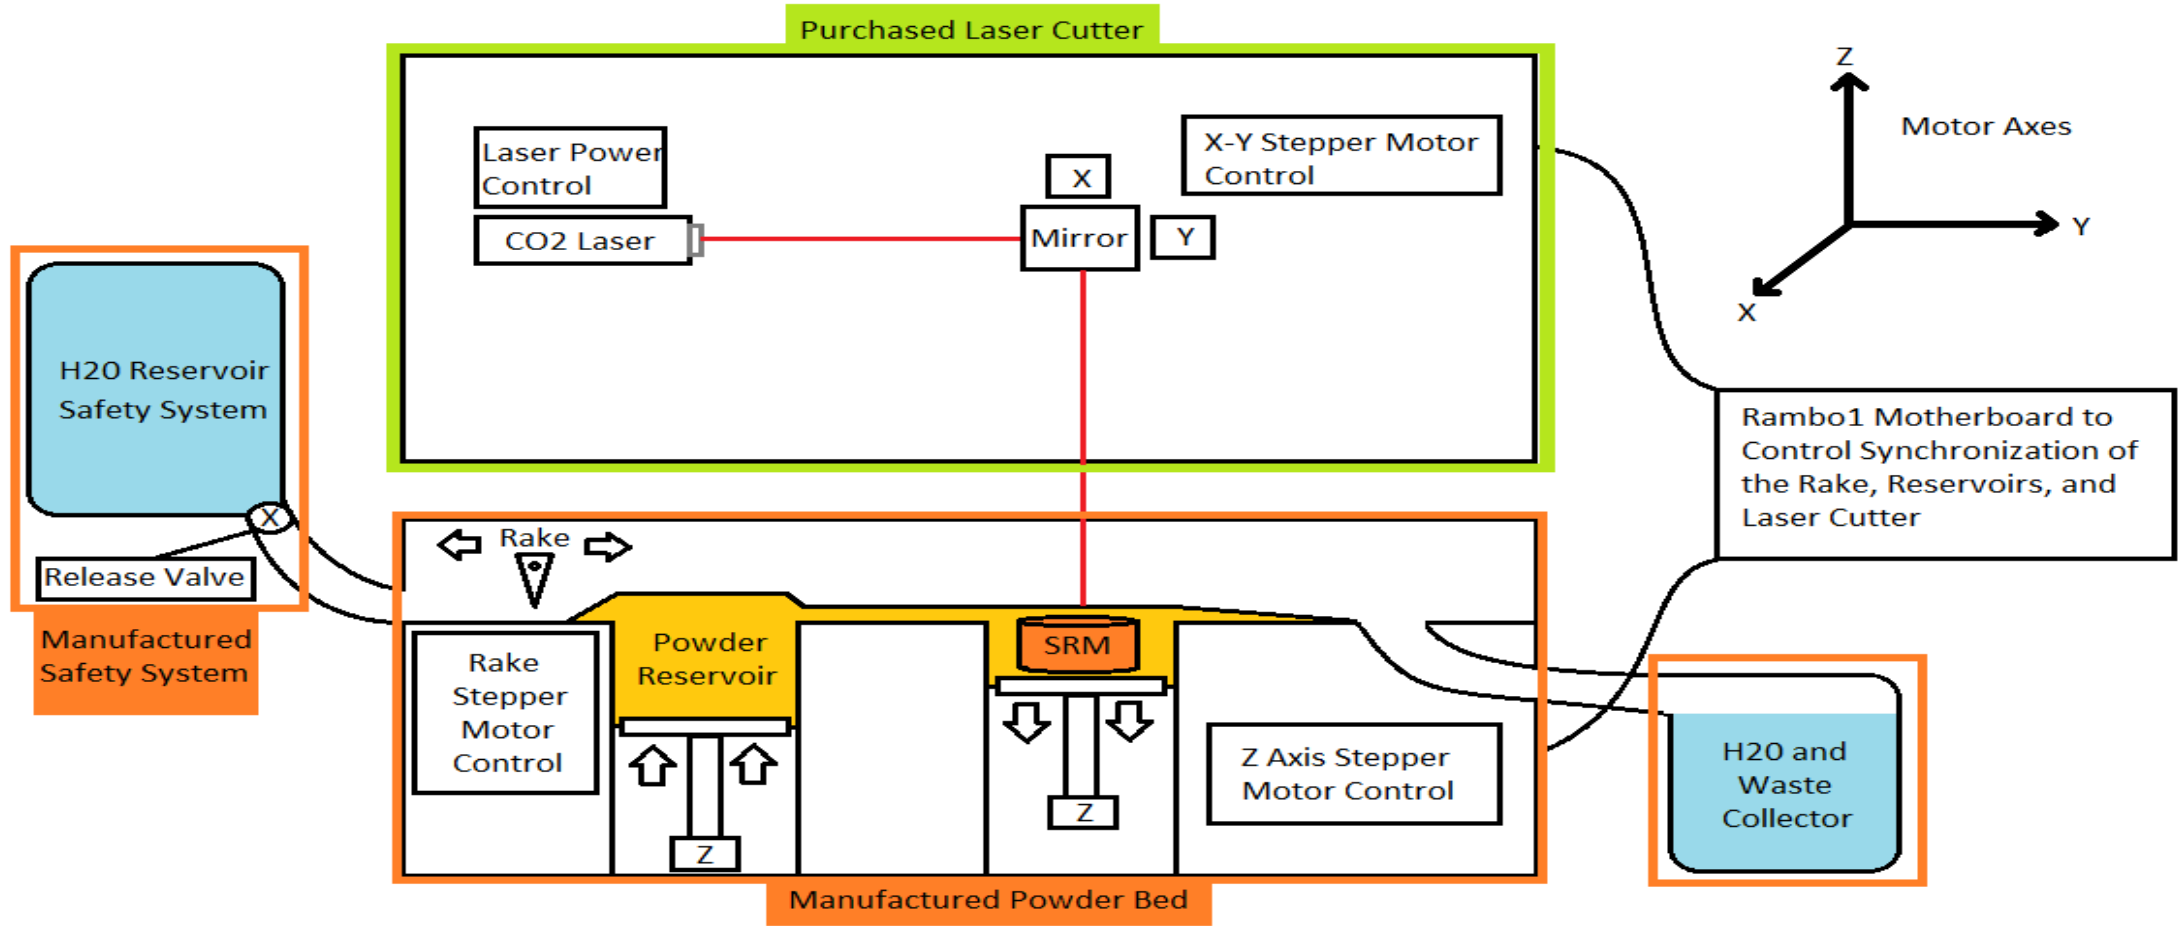 Purchased Laser Cutter
Z
Motor Axes
Y
X
Laser Power
Control
CO2 Laser
X
Mirror
Y
X-Y Stepper Motor
Control
H20 Reservoir
Safety System
X
Release Valve
Manufactured
Safety System
Rambo1 Motherboard to
Control Synchronization of
the Rake, Reservoirs, and
Laser Cutter
Rake
Rake
Stepper
Motor
Control
Powder
Reservoir
Z
SRM
Z
Z Axis Stepper
Motor Control
H20 and
Waste
Collector
Manufactured Powder Bed